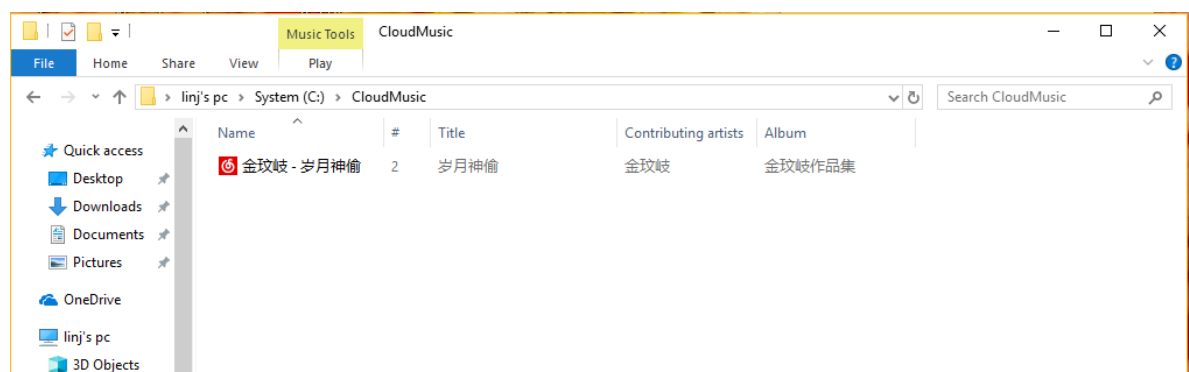 Music Tools CloudMusic
File Home Share View Play
linj's pc > System (C:) > CloudMusic Search CloudMusic
Name # Title Contributing artists Album
金玟岐 - 岁月神偷 2 岁月神偷 金玟岐 金玟岐作品集
Quick access
Desktop
Downloads
Documents
Pictures
OneDrive
linj's pc
3D Objects